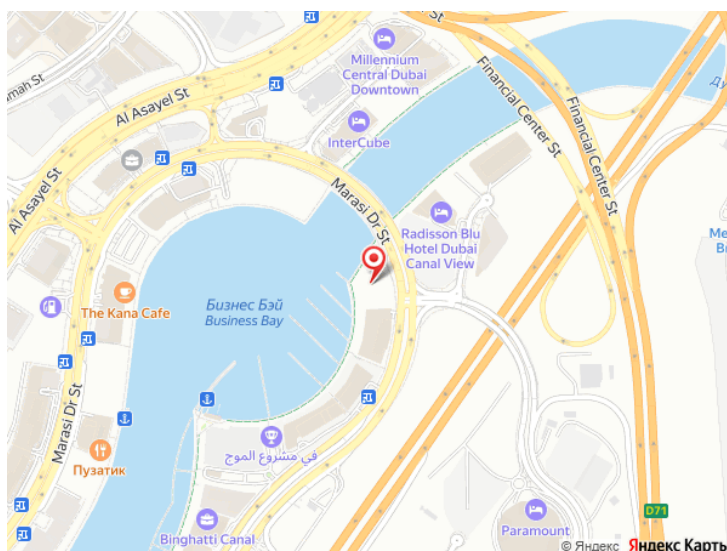 Millennium
Central Dubai
Downtown
Financial Center St
Al Asayel St
InterCube
Financial Center St
Marasi Dr St
Al Asayel St
Radisson Blu
Hotel Dubai
Canal View
The Kana Cafe
Бизнес Бэй
Business Bay
Marasi Dr St
في مشروع الموج
Пузатик
Binghatti Canal
Paramount
D71
© Яндекс Яндекс Карты